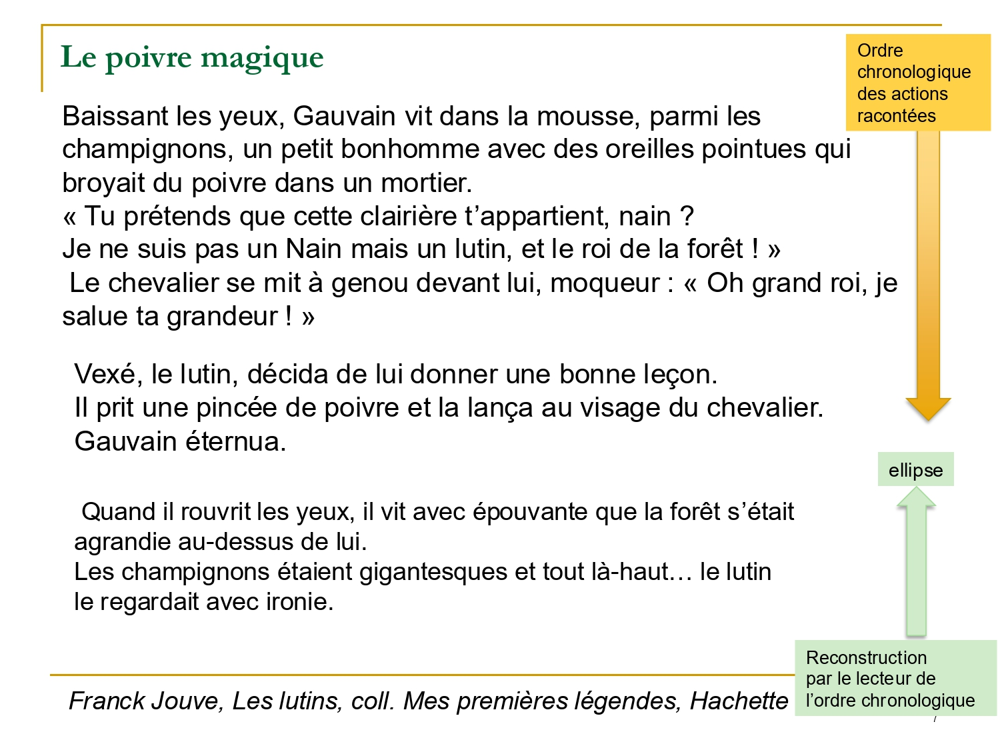 Le poivre magique
Ordre
chronologique
des actions
racontées
Baissant les yeux, Gauvain vit dans la mousse, parmi les
champignons, un petit bonhomme avec des oreilles pointues qui
broyait du poivre dans un mortier.
« Tu prétends que cette clairière t’appartient, nain ?
Je ne suis pas un Nain mais un lutin, et le roi de la forêt ! »
Le chevalier se mit à genou devant lui, moqueur : « Oh grand roi, je
salue ta grandeur ! »
Vexé, le lutin, décida de lui donner une bonne leçon.
Il prit une pincée de poivre et la lança au visage du chevalier.
Gauvain éternua.
ellipse
Quand il rouvrit les yeux, il vit avec épouvante que la forêt s’était
agrandie au-dessus de lui.
Les champignons étaient gigantesques et tout là-haut… le lutin
le regardait avec ironie.
Reconstruction
par le lecteur de
l’ordre chronologique
Franck Jouve, Les lutins, coll. Mes premières légendes, Hachette
7